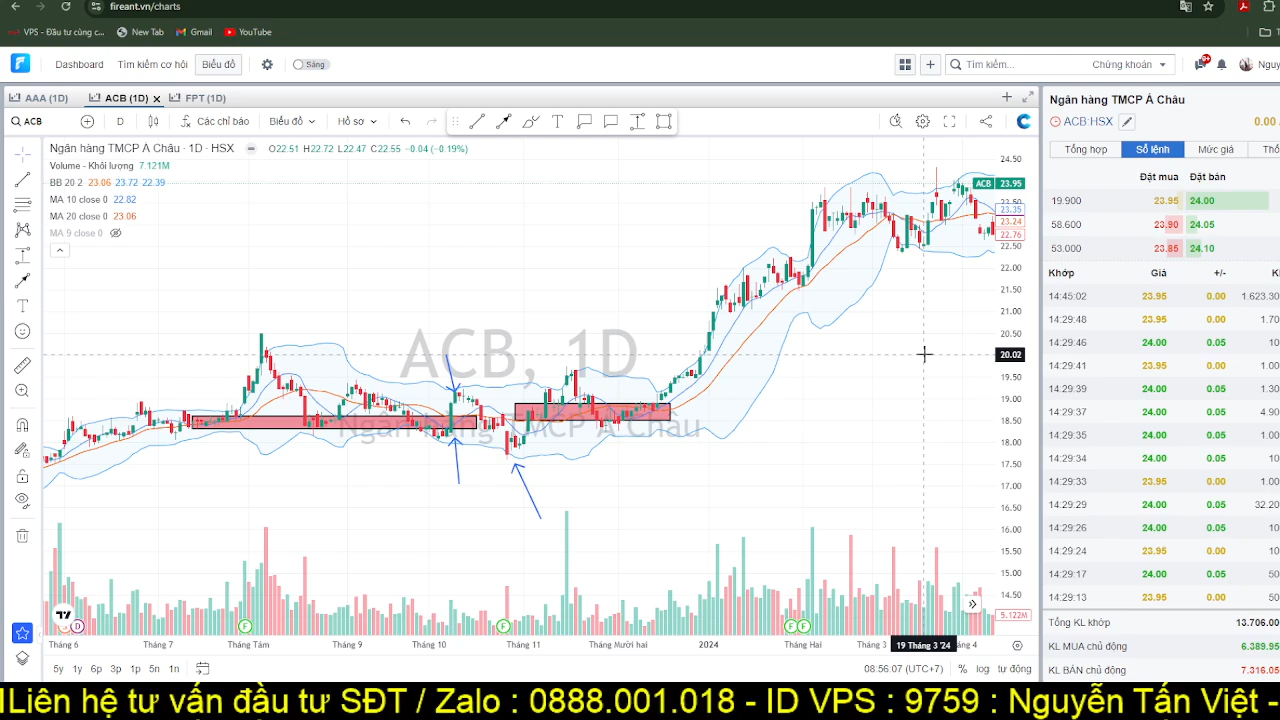 fireant.vn/charts
VPS - Đầu tư cùng c...
New Tab
Gmail
YouTube
Dashboard
Tìm kiếm cơ hội
Biểu đồ
Sáng
Tìm kiếm...
Chứng khoán
9+
AAA (1D)
ACB (1D)
FPT (1D)
ACB
D
Các chỉ báo
Biểu đồ
Hồ sơ
Ngân hàng TMCP Á Châu · 1D · HSX
O22.51 H22.72 L22.47 C22.55 -0.04 (-0.19%)
Volume - Khối lượng 7.121M
BB 20 2 23.06 23.72 22.39
MA 10 close 0 22.82
MA 20 close 0 23.06
MA 9 close 0
ACB, 1D
Ngân hàng TMCP Á Châu
24.50
ACB 23.95
23.50
23.35
23.24
22.76
22.50
22.00
21.50
21.00
20.50
20.02
19.50
19.00
18.50
18.00
17.50
17.00
16.50
16.00
15.50
15.00
14.50
5.122M
D
F
F
F
F
Tháng 6
Tháng 7
Tháng Tám
Tháng 9
Tháng 10
Tháng 11
Tháng Mười hai
2024
Tháng Hai
Tháng 3
19 Tháng 3 '24
5y 1y 6p 3p 1p 5n 1n
08:56:07 (UTC+7)
% log tự động
Ngân hàng TMCP Á Châu
ACB:HSX
0.00
Tổng hợp
Sổ lệnh
Mức giá
Đặt mua Đặt bán
19.900 23.95 24.00
58.600 23.90 24.05
53.000 23.85 24.10
Khớp Giá +/-
14:45:02 23.95 0.00 1.623.30
14:29:48 23.95 0.00 1.70
14:29:46 24.00 0.05 10
14:29:41 23.95 0.00 1
14:29:39 24.00 0.05 1.30
14:29:37 24.00 0.05 4.90
14:29:35 24.00 0.05 1.00
14:29:34 24.00 0.05 1.60
14:29:33 23.95 0.00 1.00
14:29:29 24.00 0.05 32.20
14:29:26 24.00 0.05 10
14:29:24 23.95 0.00 10
14:29:17 24.00 0.05 50
14:29:13 23.95 0.00 50
Tổng KL khớp 13.706.00
KL MUA chủ động 6.389.95
KL BÁN chủ động 7.316.05
Liên hệ tư vấn đầu tư SĐT / Zalo : 0888.001.018 - ID VPS : 9759 : Nguyễn Tấn Việt -